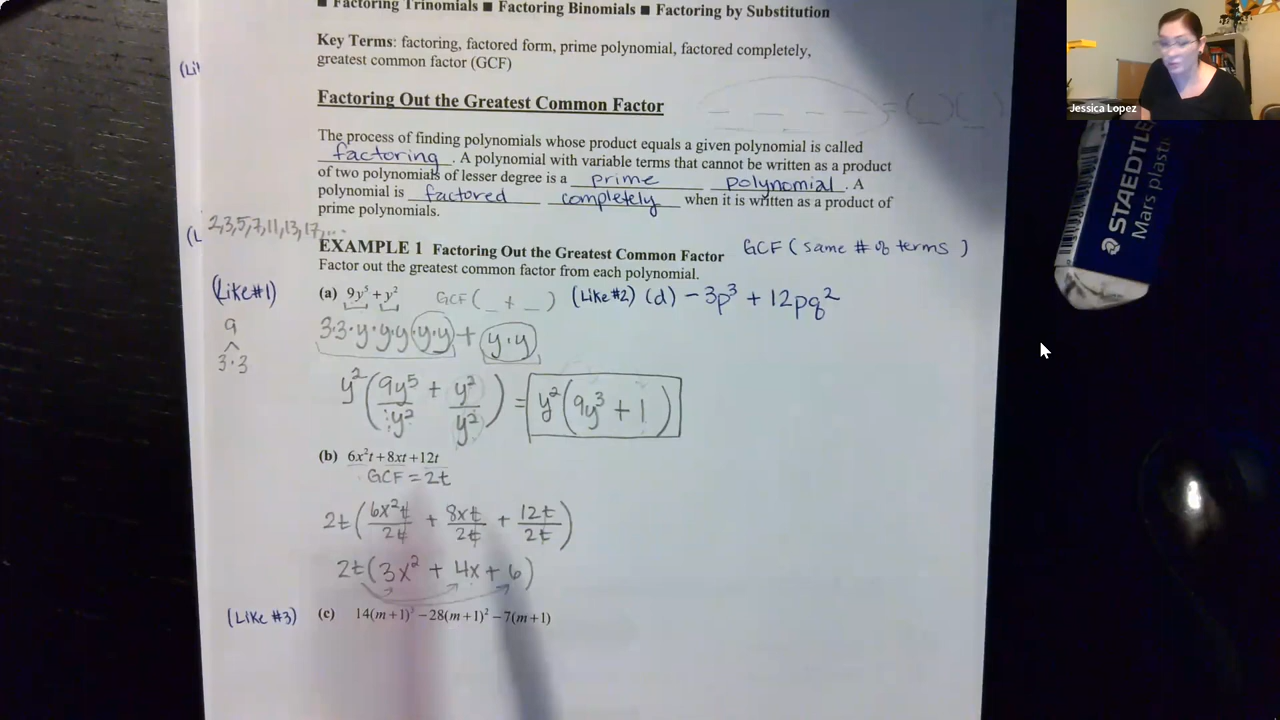 ■ Factoring Trinomials ■ Factoring Binomials ■ Factoring by Substitution
Key Terms: factoring, factored form, prime polynomial, factored completely,
greatest common factor (GCF)
Jessica Lopez
STAEDTLER
Mars plastic
Factoring Out the Greatest Common Factor
= (_)(_)
The process of finding polynomials whose product equals a given polynomial is called
factoring. A polynomial with variable terms that cannot be written as a product
of two polynomials of lesser degree is a prime polynomial. A
polynomial is factored completely when it is written as a product of
prime polynomials.
2,3,5,7,11,13,17,...
EXAMPLE 1 Factoring Out the Greatest Common Factor GCF (same # of terms)
Factor out the greatest common factor from each polynomial.
(Like #1) (a) 9y⁵ + y² GCF ( _ + _ ) (Like #2) (d) -3p³ + 12pq²
9
3·3
3·3·y·y·y·y·y + y·y
y²(9y⁵/y² + y²/y²) = y²(9y³ + 1)
(b) 6x²t + 8xt + 12t
GCF = 2t
2t(6x²t/2t + 8xt/2t + 12t/2t)
2t(3x² + 4x + 6)
(Like #3) (c) 14(m+1)³ − 28(m+1)² − 7(m+1)